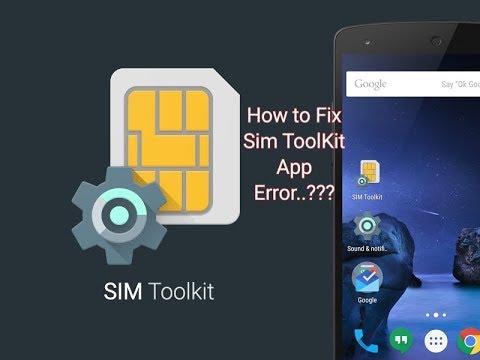 How to Fix
Sim ToolKit
App
Error..???
SIM Toolkit
Google
Say "Ok Goo
SIM Toolkit
Sound & notifi..
Google